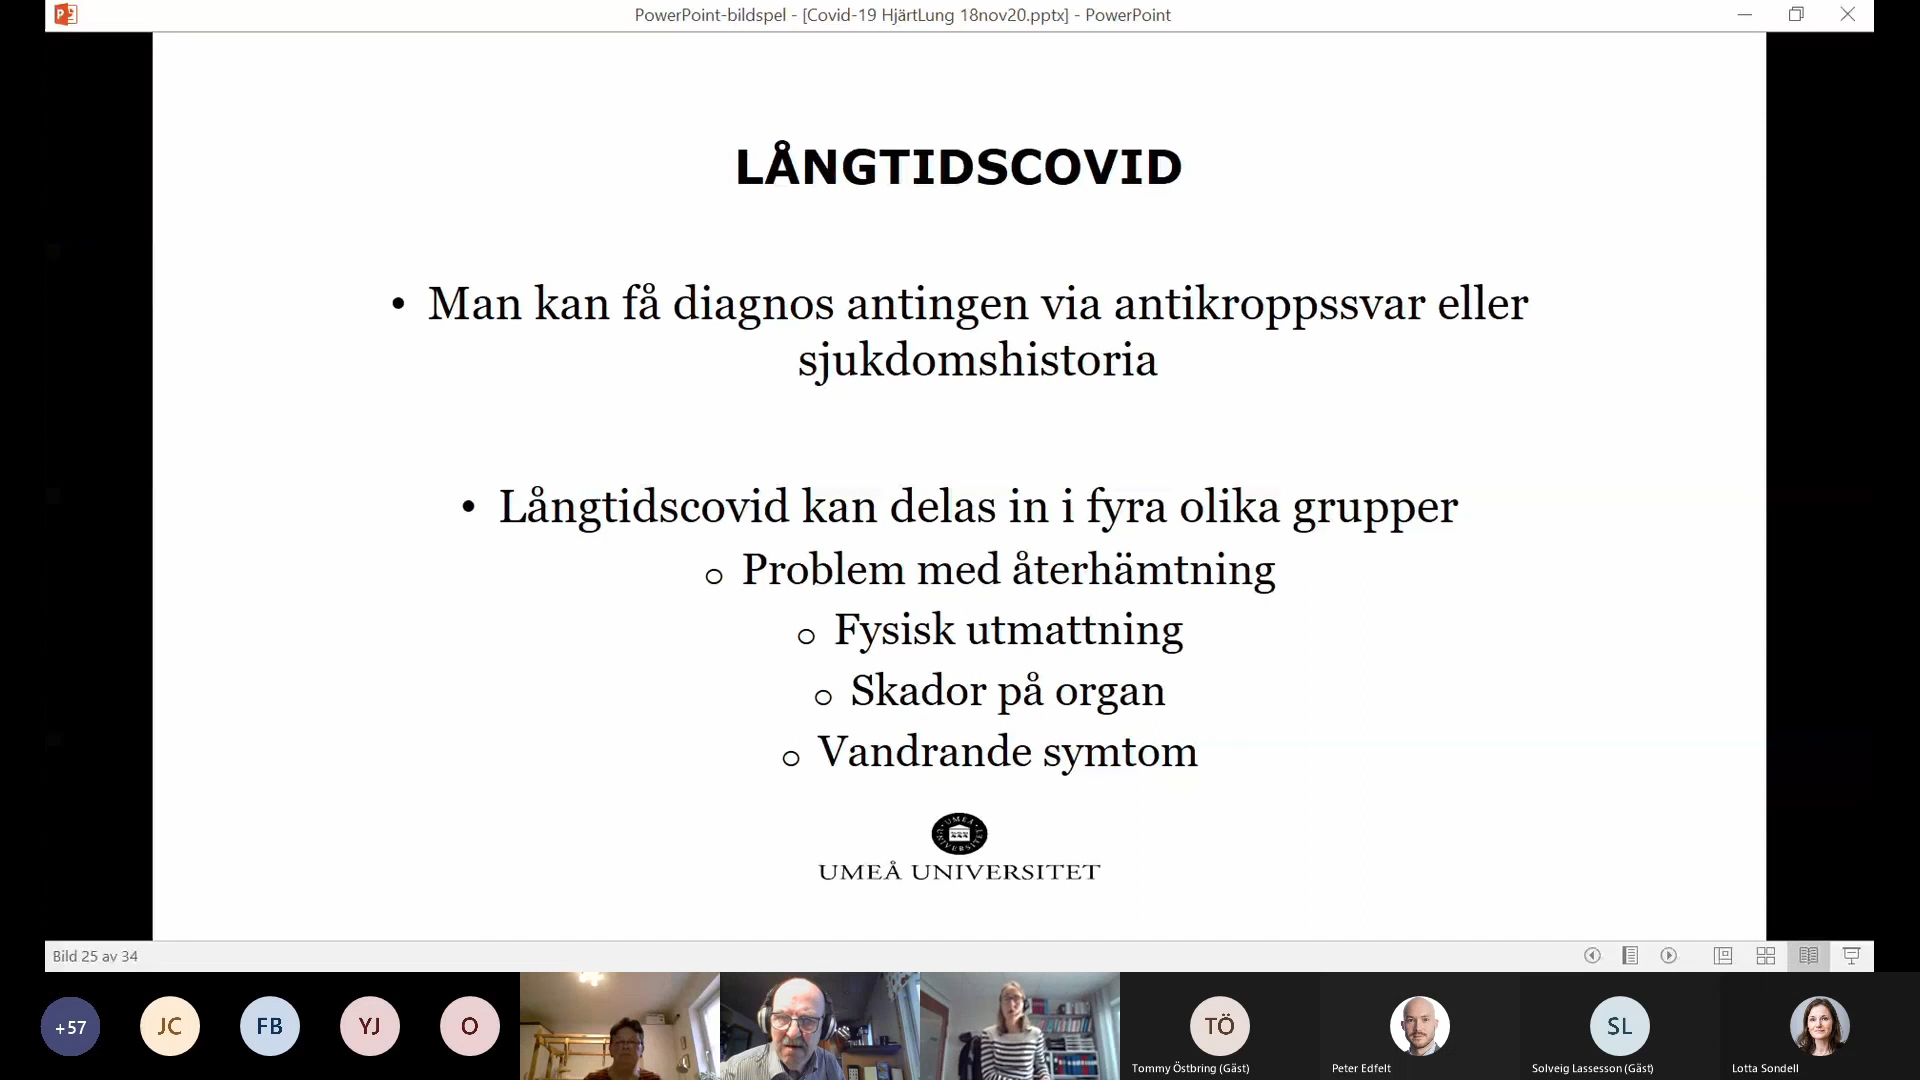 PowerPoint-bildspel - [Covid-19 HjärtLung 18nov20.pptx] - PowerPoint
LÅNGTIDSCOVID
• Man kan få diagnos antingen via antikroppssvar eller
sjukdomshistoria
• Långtidscovid kan delas in i fyra olika grupper
o Problem med återhämtning
o Fysisk utmattning
o Skador på organ
o Vandrande symtom
UMEÅ UNIVERSITET
UMEÅ UNIVERSITET
Bild 25 av 34
+57
JC
FB
YJ
O
TÖ
SL
Tommy Östbring (Gäst)
Peter Edfelt
Solveig Lassesson (Gäst)
Lotta Sondell